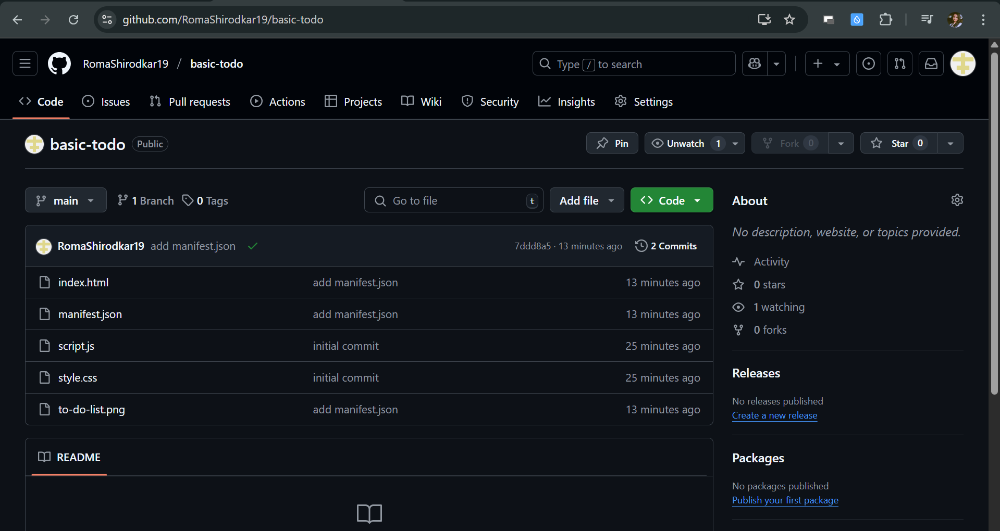 github.com/RomaShirodkar19/basic-todo
RomaShirodkar19 / basic-todo
Type / to search
Code Issues Pull requests Actions Projects Wiki Security Insights Settings
basic-todo Public
Pin Unwatch 1 Fork 0 Star 0
main 1 Branch 0 Tags Go to file t Add file Code
RomaShirodkar19 add manifest.json 7ddd8a5 · 13 minutes ago 2 Commits
index.html add manifest.json 13 minutes ago
manifest.json add manifest.json 13 minutes ago
script.js initial commit 25 minutes ago
style.css initial commit 25 minutes ago
to-do-list.png add manifest.json 13 minutes ago
README
About
No description, website, or topics provided.
Activity
0 stars
1 watching
0 forks
Releases
No releases published
Create a new release
Packages
No packages published
Publish your first package